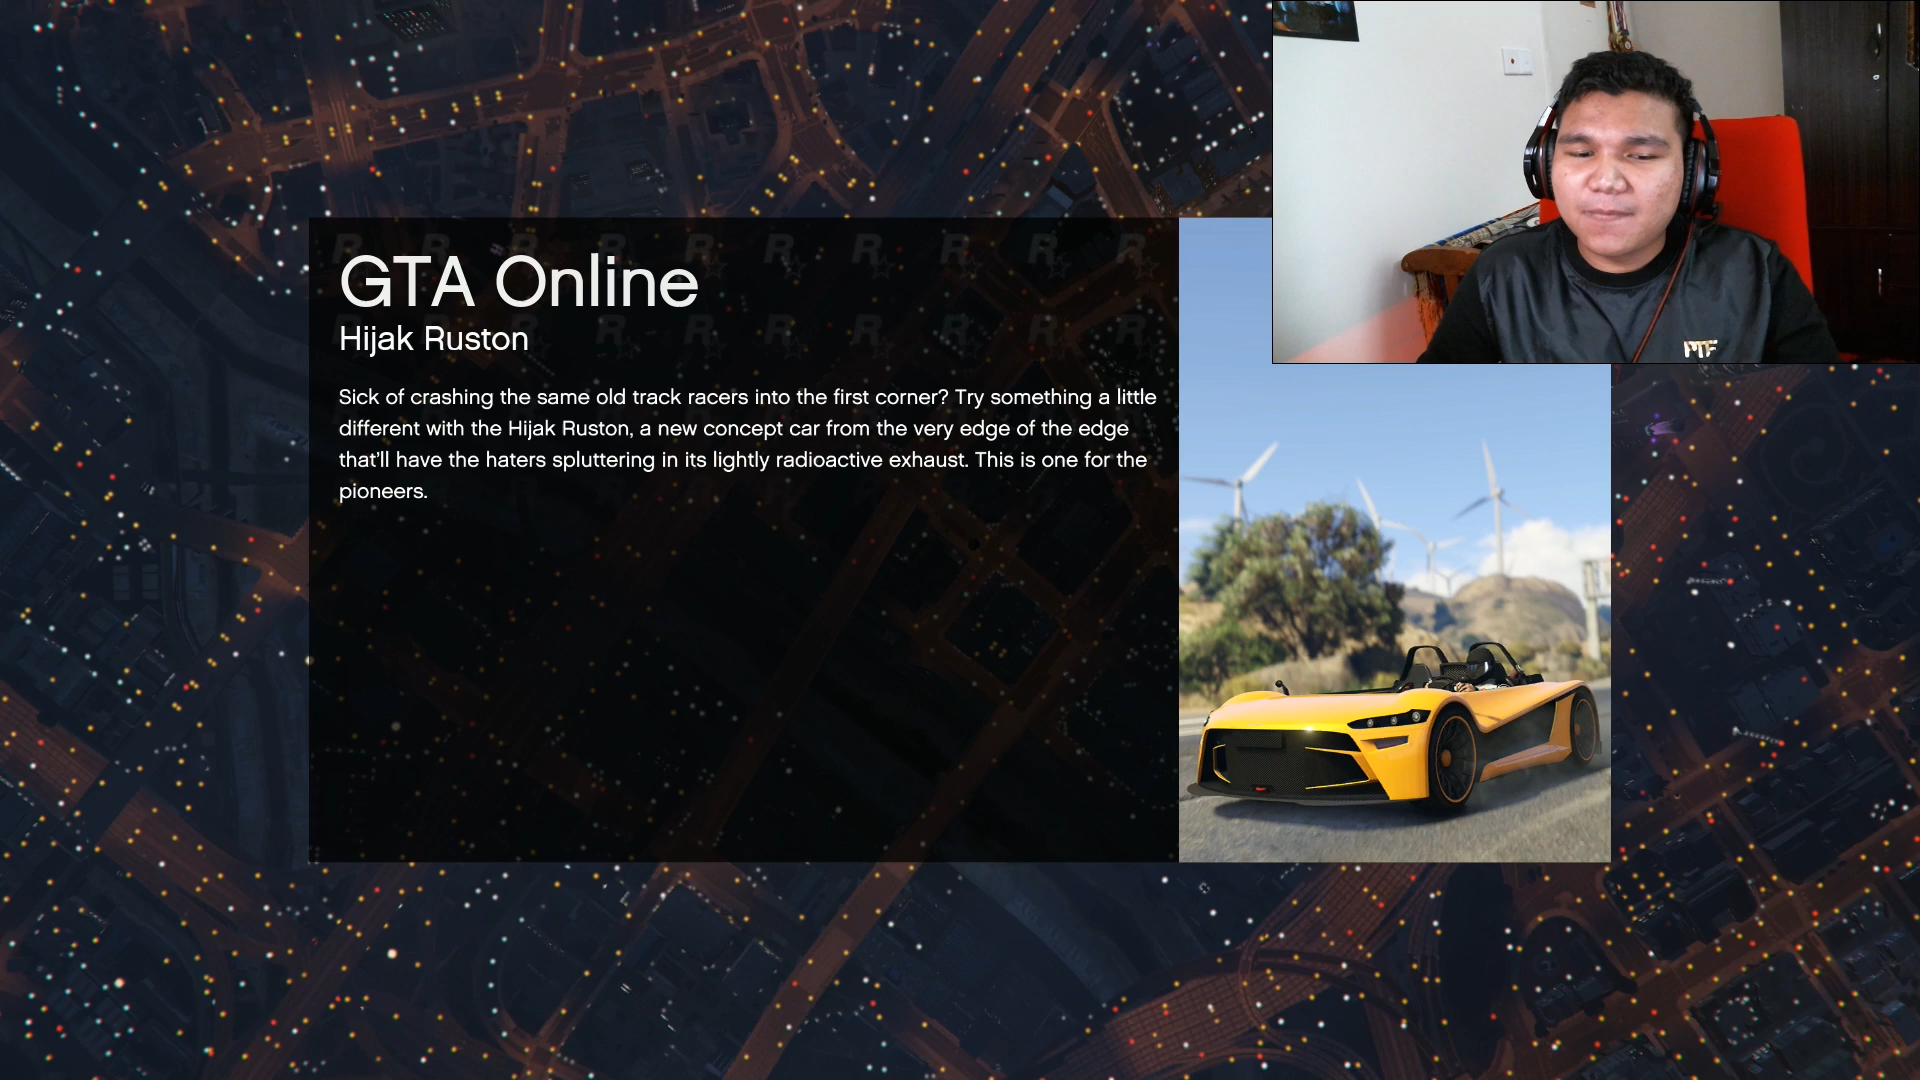 GTA Online
Hijak Ruston
Sick of crashing the same old track racers into the first corner? Try something a little
different with the Hijak Ruston, a new concept car from the very edge of the edge
that'll have the haters spluttering in its lightly radioactive exhaust. This is one for the
pioneers.
MTF